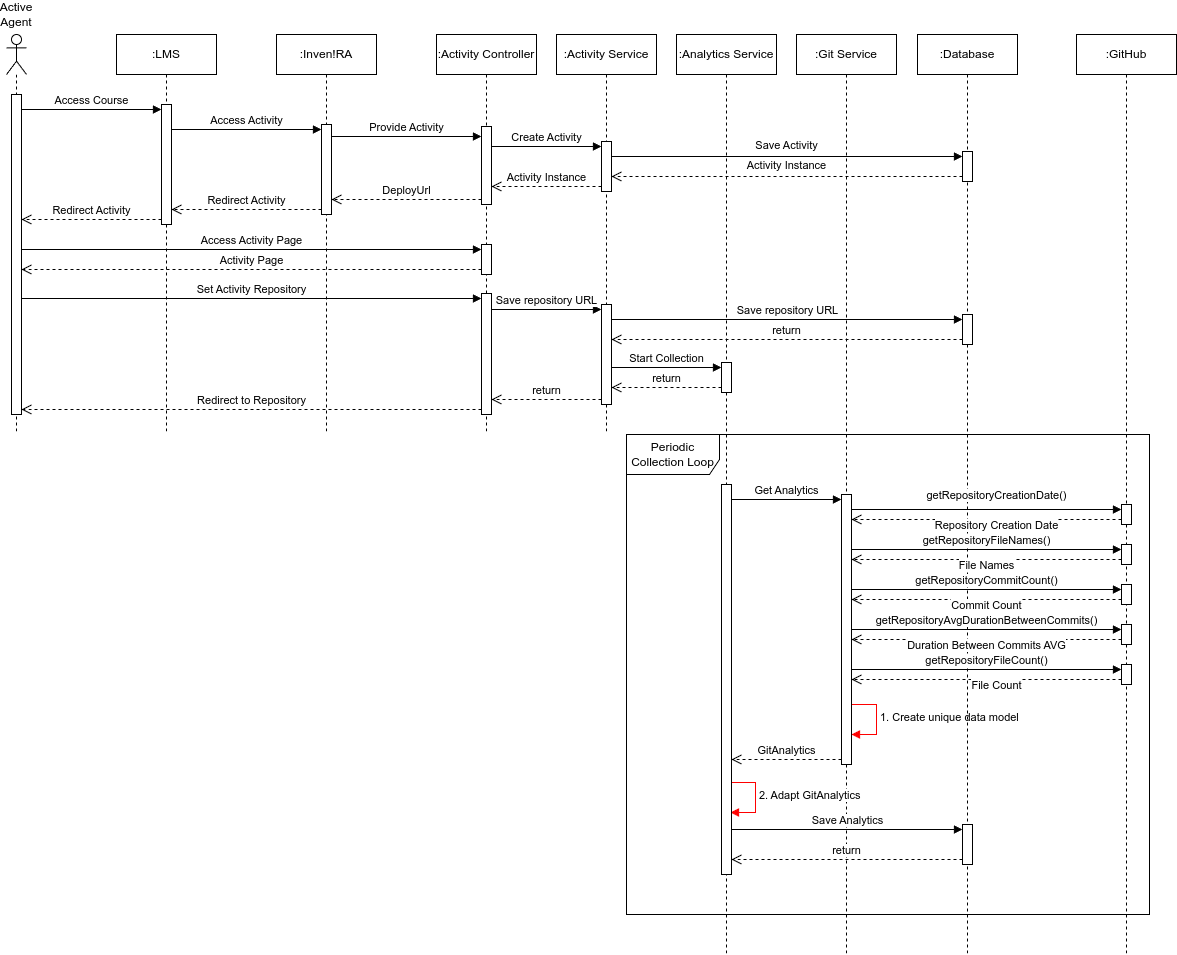 Active
Agent
:LMS
:Inven!RA
:Activity Controller
:Activity Service
:Analytics Service
:Git Service
:Database
:GitHub
Access Course
Access Activity
Provide Activity
Create Activity
Save Activity
Activity Instance
Activity Instance
DeployUrl
Redirect Activity
Redirect Activity
Access Activity Page
Activity Page
Set Activity Repository
Save repository URL
Save repository URL
return
Start Collection
return
return
Redirect to Repository
Periodic
Collection Loop
Get Analytics
getRepositoryCreationDate()
Repository Creation Date
getRepositoryFileNames()
File Names
getRepositoryCommitCount()
Commit Count
getRepositoryAvgDurationBetweenCommits()
Duration Between Commits AVG
getRepositoryFileCount()
File Count
1. Create unique data model
GitAnalytics
2. Adapt GitAnalytics
Save Analytics
return